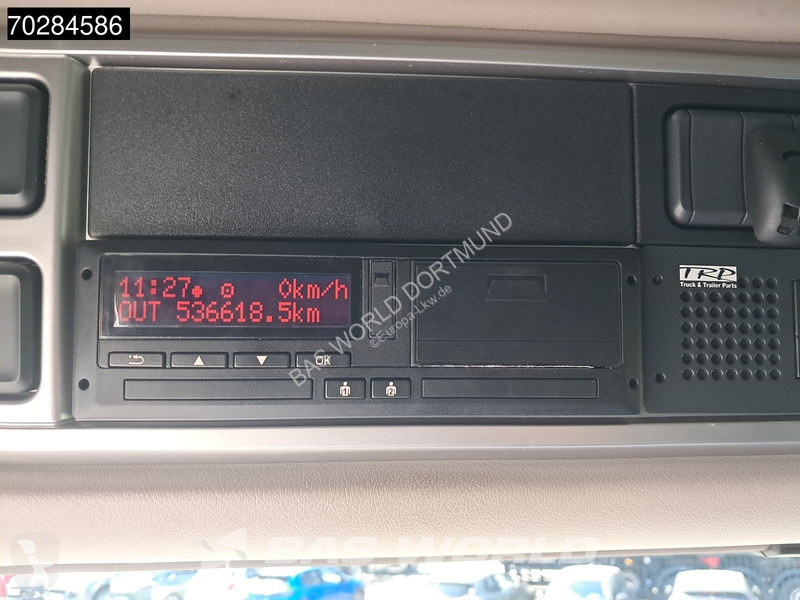 70284586
11:27 0km/h
OUT 536618.5km
OK
1
2
TRP
Truck & Trailer Parts
BAS WORLD DORTMUND
©Europa-Lkw.de
BAS WORLD